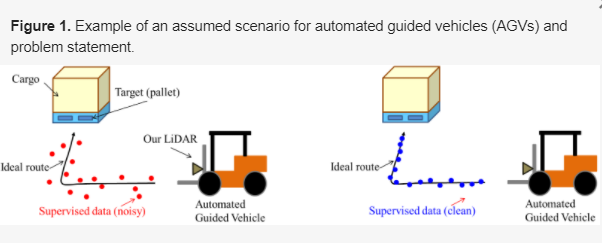 Figure 1. Example of an assumed scenario for automated guided vehicles (AGVs) and
problem statement.
Cargo
Target (pallet)
Our LiDAR
Ideal route
Supervised data (noisy)
Automated
Guided Vehicle
Ideal route
Supervised data (clean)
Automated
Guided Vehicle